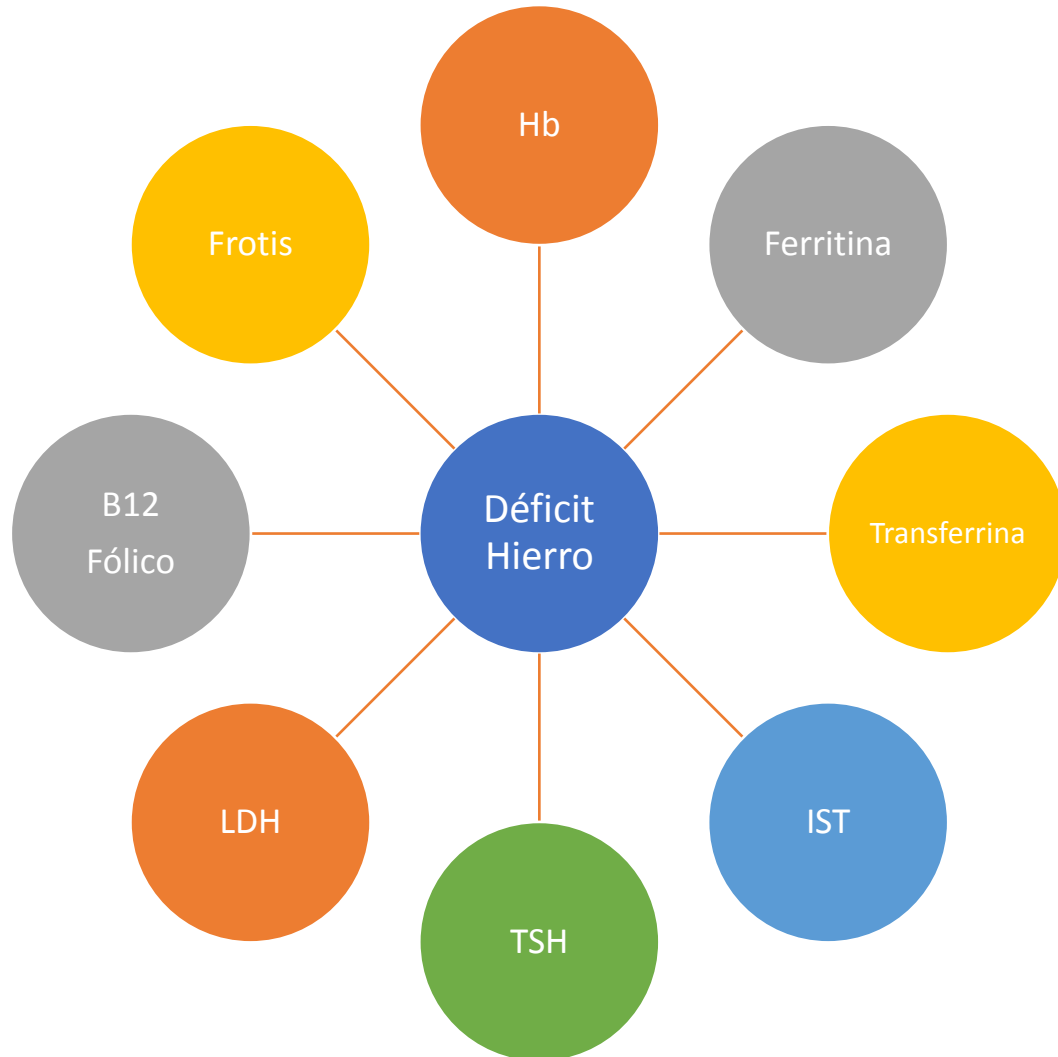 Hb
Ferritina
Transferrina
IST
TSH
LDH
B12
Fólico
Frotis
Déficit
Hierro